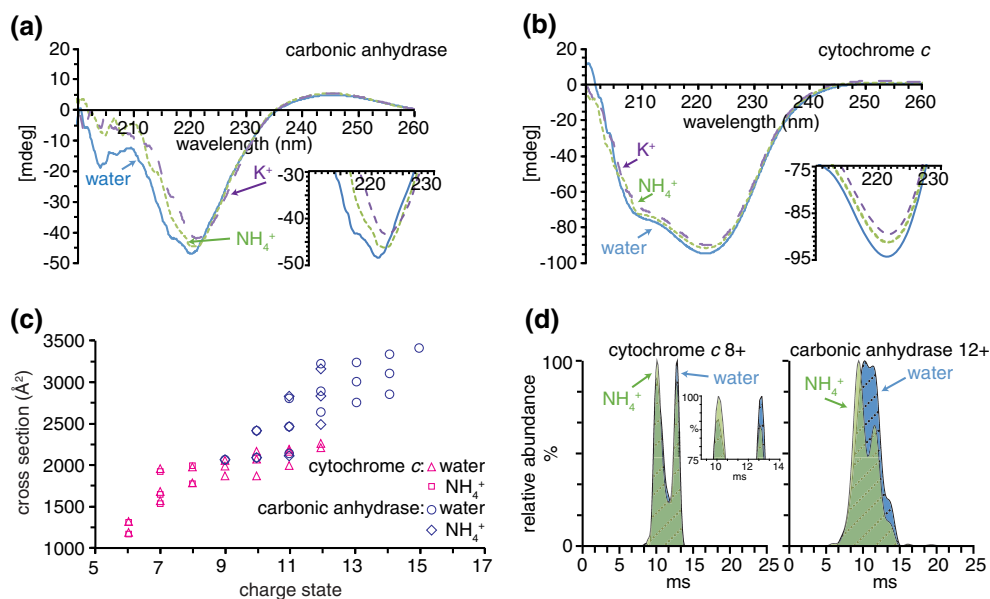 (a)
carbonic anhydrase
20
10
0
-10
-20
-30
-40
-50
[mdeg]
210
220
230
240
250
260
wavelength (nm)
water
K⁺
NH₄⁺
-30
-40
-50
220
230
(b)
cytochrome c
20
0
-20
-40
-60
-80
-100
[mdeg]
210
220
230
240
250
260
wavelength (nm)
K⁺
NH₄⁺
water
-75
-85
-95
220
230
(c)
3500
3000
2500
2000
1500
1000
cross section (Å²)
5
7
9
11
13
15
17
charge state
cytochrome c: water
NH₄⁺
carbonic anhydrase: water
NH₄⁺
(d)
cytochrome c 8+
carbonic anhydrase 12+
100
0
relative abundance
%
NH₄⁺
water
100
%
75
10
12
14
ms
0
5
10
15
20
25
ms
NH₄⁺
water
0
5
10
15
20
25
ms